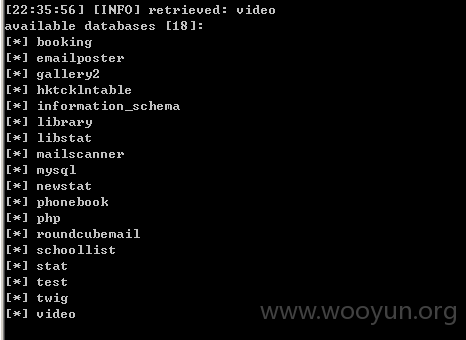 [22:35:56] [INFO] retrieved: video
available databases [18]:
[*] booking
[*] emailposter
[*] gallery2
[*] hktcklntable
[*] information_schema
[*] library
[*] libstat
[*] mailscanner
[*] mysql
[*] newstat
[*] phonebook
[*] php
[*] roundcubemail
[*] schoollist
[*] stat
[*] test
[*] twig
[*] video
www.wooyun.org